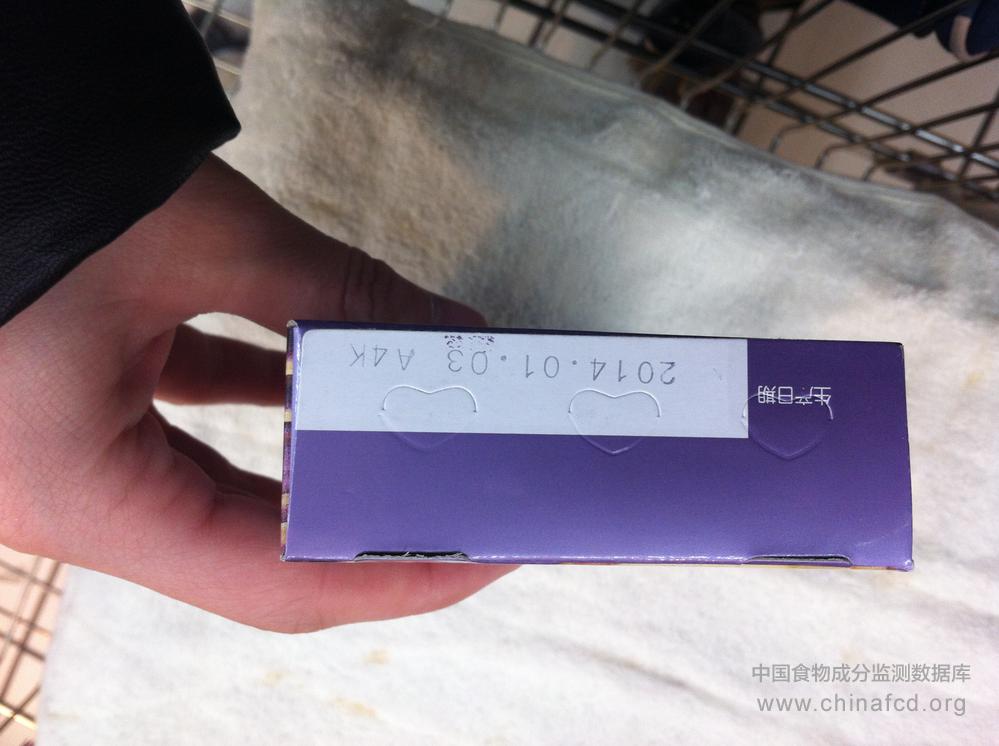 生产日期
2014.01.03 A4K
中国食物成分监测数据库
www.chinafcd.org